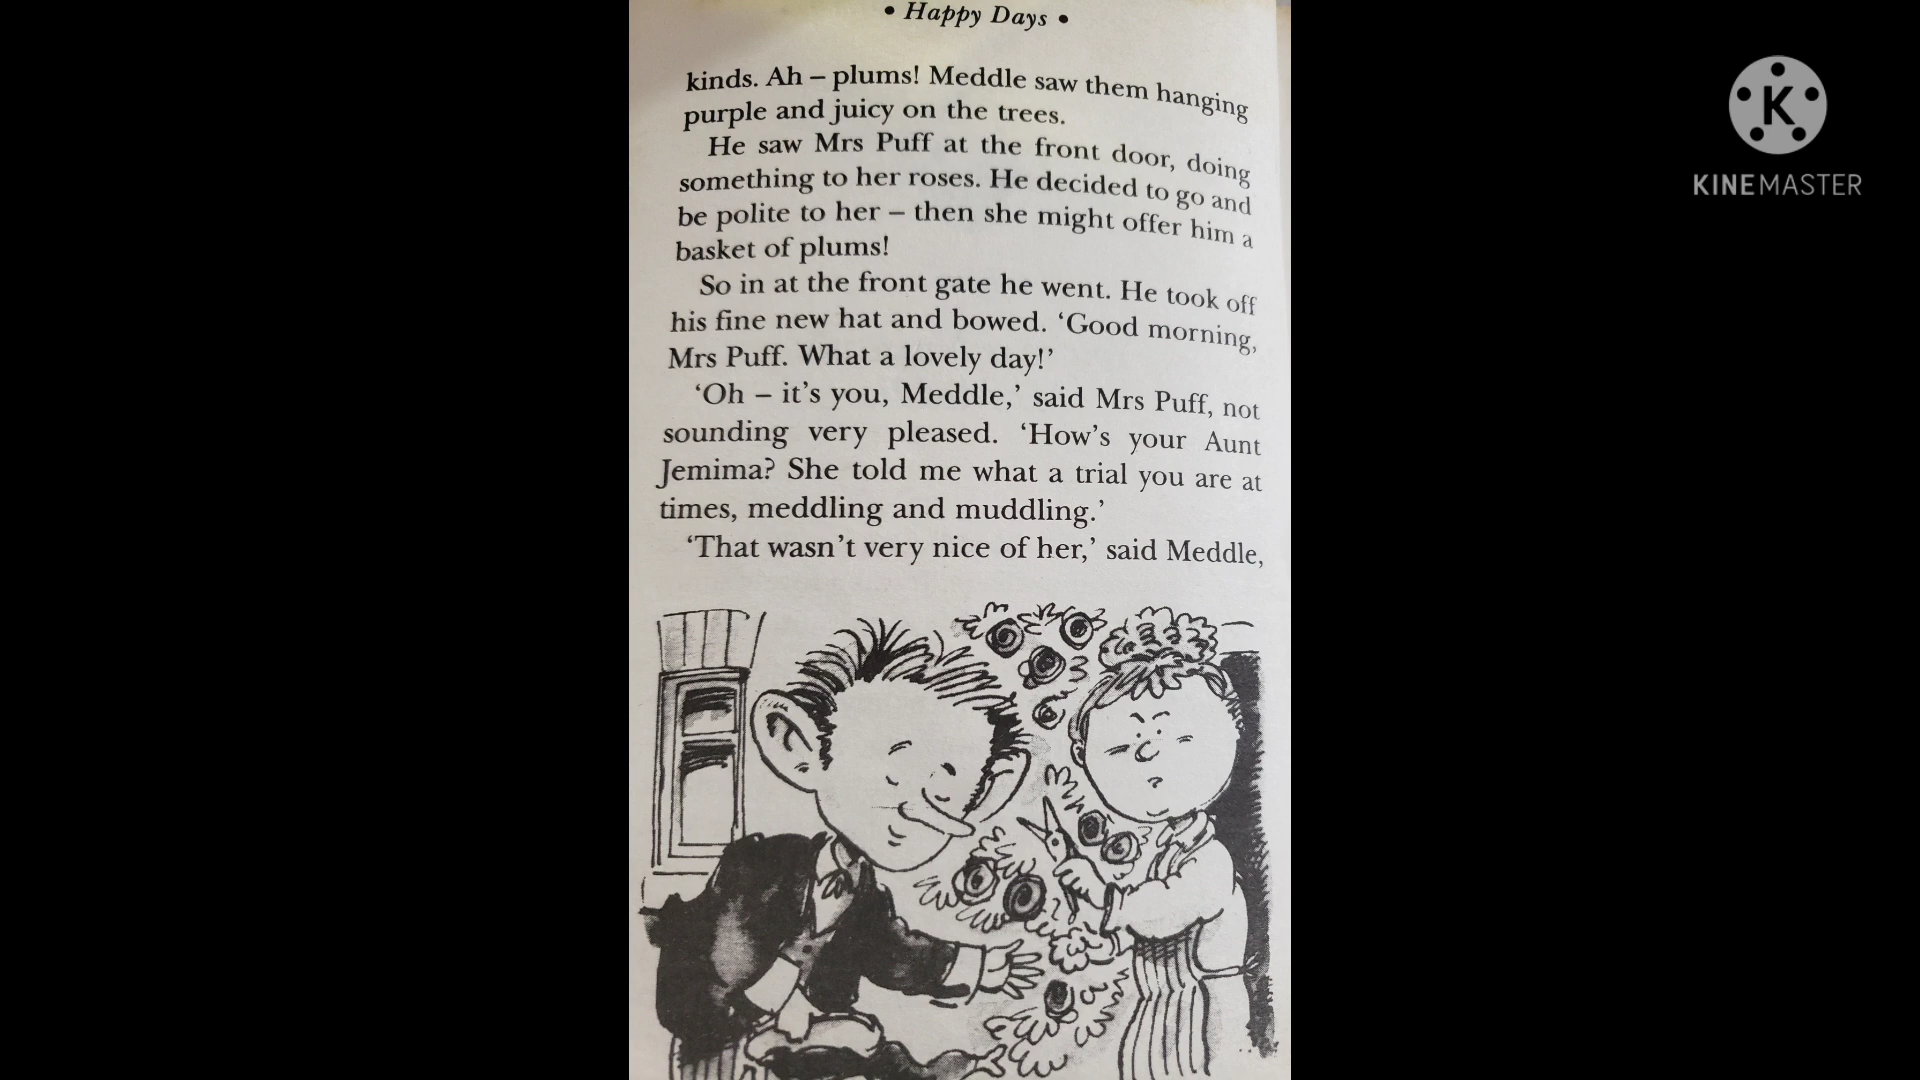 • Happy Days •
kinds. Ah – plums! Meddle saw them hanging
purple and juicy on the trees.
He saw Mrs Puff at the front door, doing
something to her roses. He decided to go and
be polite to her – then she might offer him a
basket of plums!
So in at the front gate he went. He took off
his fine new hat and bowed. ‘Good morning,
Mrs Puff. What a lovely day!’
‘Oh – it’s you, Meddle,’ said Mrs Puff, not
sounding very pleased. ‘How’s your Aunt
Jemima? She told me what a trial you are at
times, meddling and muddling.’
‘That wasn’t very nice of her,’ said Meddle,
K
KINEMASTER